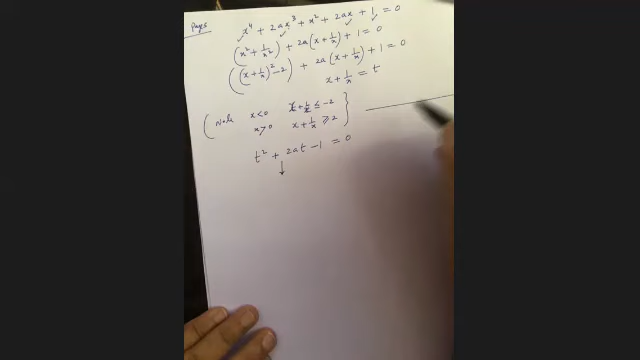 Pages
x⁴ + 2ax³ + x² + 2ax + 1 = 0
(x² + 1/x²) + 2a(x + 1/x) + 1 = 0
((x + 1/x)² - 2) + 2a(x + 1/x) + 1 = 0
x + 1/x = t
(Note x<0 x + 1/x ≤ -2
x>0 x + 1/x ≥ 2)
t² + 2at - 1 = 0
↓